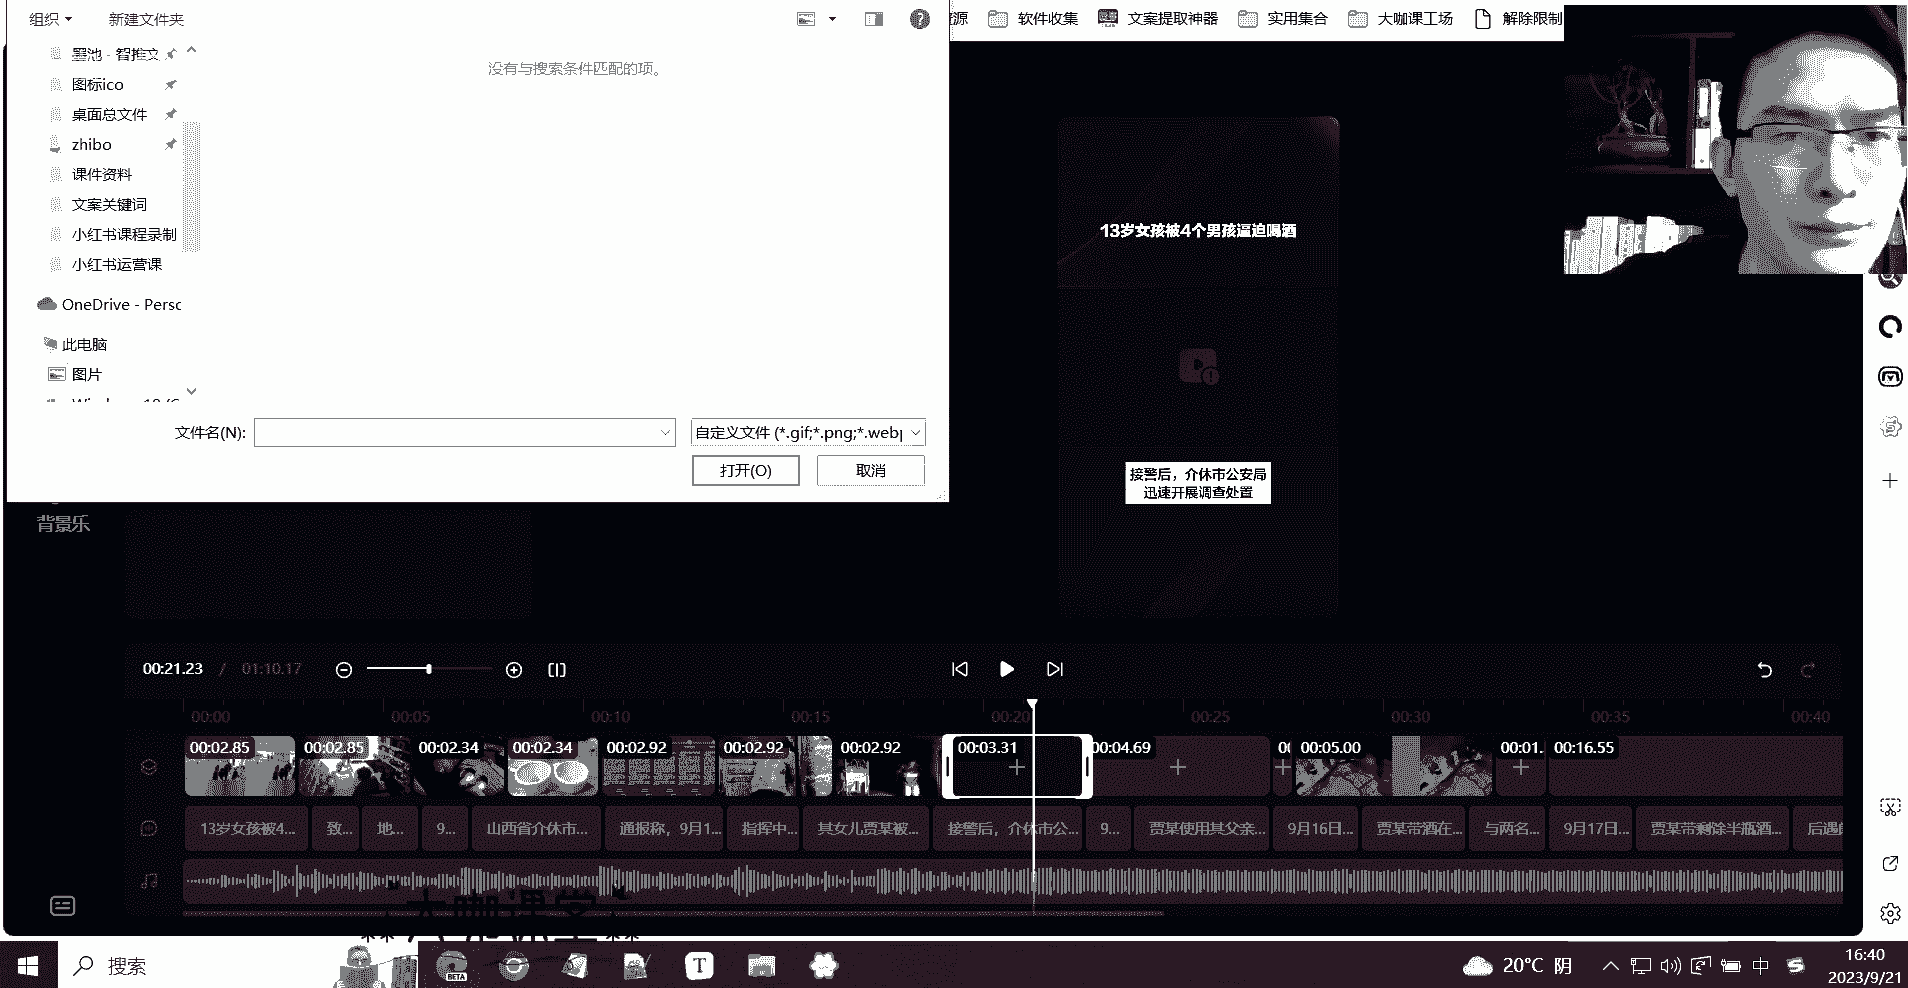 组织
新建文件夹
源
软件收集
文案提取神器
实用集合
大咖课工场
解除限制
墨池 - 智推文
图标ico
桌面总文件
zhibo
课件资料
文案关键词
小红书课程录制
小红书运营课
OneDrive - Persc
此电脑
图片
没有与搜索条件匹配的项。
文件名(N):
自定义文件 (*.gif;*.png;*.web
打开(O)
取消
13岁女孩被4个男孩逼迫喝酒
接警后，介休市公安局
迅速开展调查处置
背景乐
00:21.23 / 01:10.17
00:00 00:05 00:10 00:15 00:20 00:25 00:30 00:35 00:40
00:02.85 00:02.85 00:02.34 00:02.34 00:02.92 00:02.92 00:02.92 00:03.31 00:04.69 00:05.00 00:01. 00:16.55
13岁女孩被4... 致... 地... 9... 山西省介休市... 通报称，9月1... 指挥中... 其女儿贾某被... 接警后，介休市公... 9... 贾某使用其父亲... 9月16日... 贾某带酒在... 与两名... 9月17日... 贾某带剩余半瓶酒...
大咖课堂
搜索
BETA
T
20°C 阴
中
16:40
2023/9/21